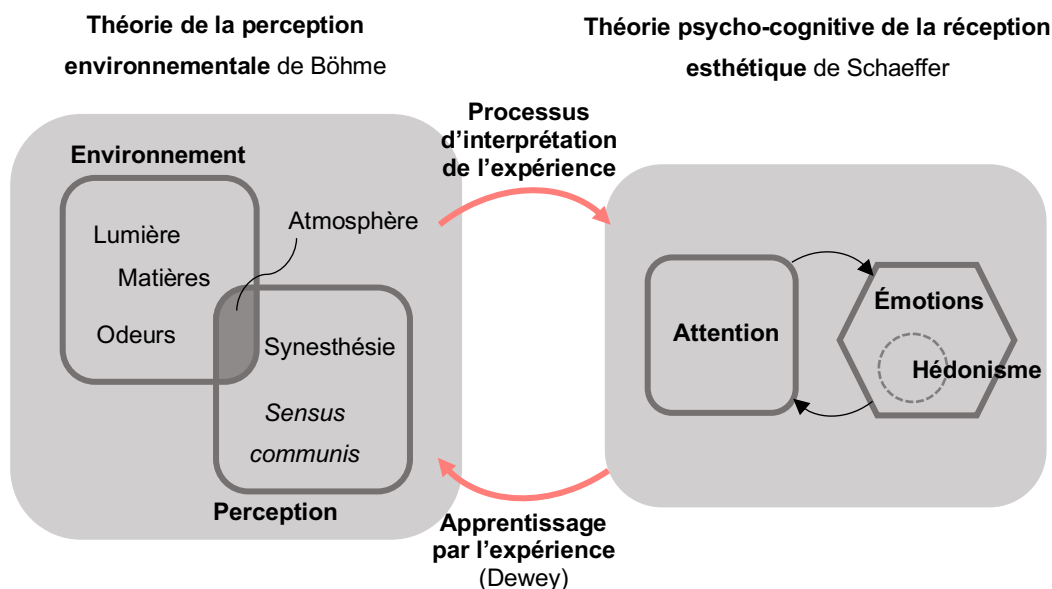 Théorie de la perception
environnementale de Böhme
Théorie psycho-cognitive de la réception
esthétique de Schaeffer
Processus
d'interprétation
de l'expérience
Environnement
Lumière
Matières
Odeurs
Atmosphère
Synesthésie
Sensus
communis
Perception
Attention
Émotions
Hédonisme
Apprentissage
par l'expérience
(Dewey)